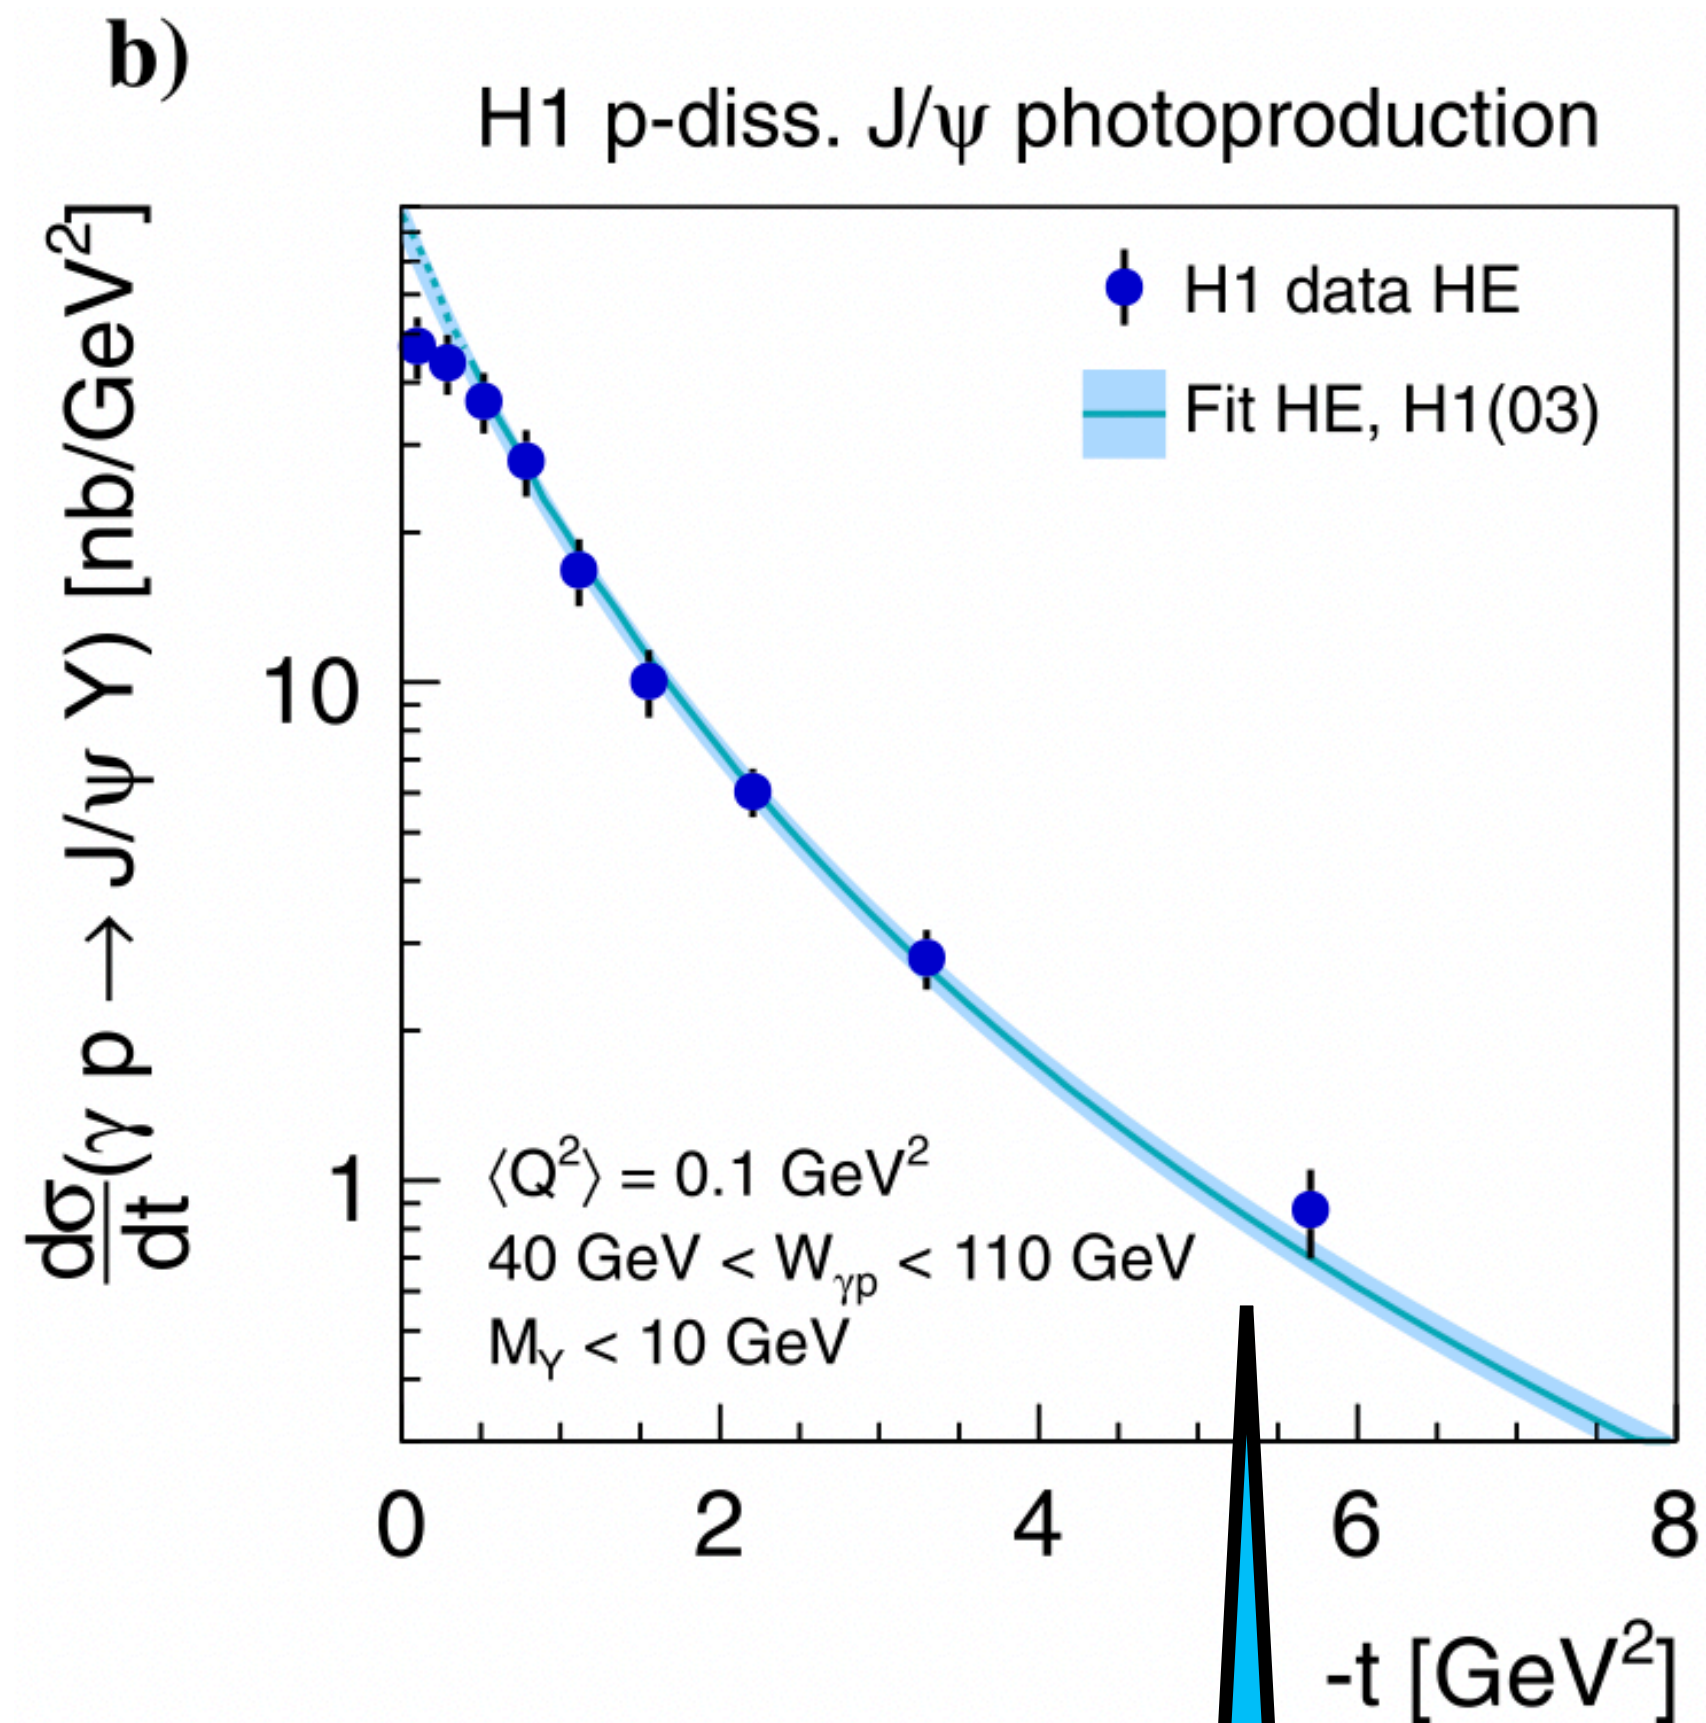 b)
H1 p-diss. J/ψ photoproduction
dσ/dt (γ p → J/ψ Y) [nb/GeV²]
H1 data HE
Fit HE, H1(03)
10
1
⟨Q²⟩ = 0.1 GeV²
40 GeV < Wγp < 110 GeV
MY < 10 GeV
0 2 4 6 8
-t [GeV²]